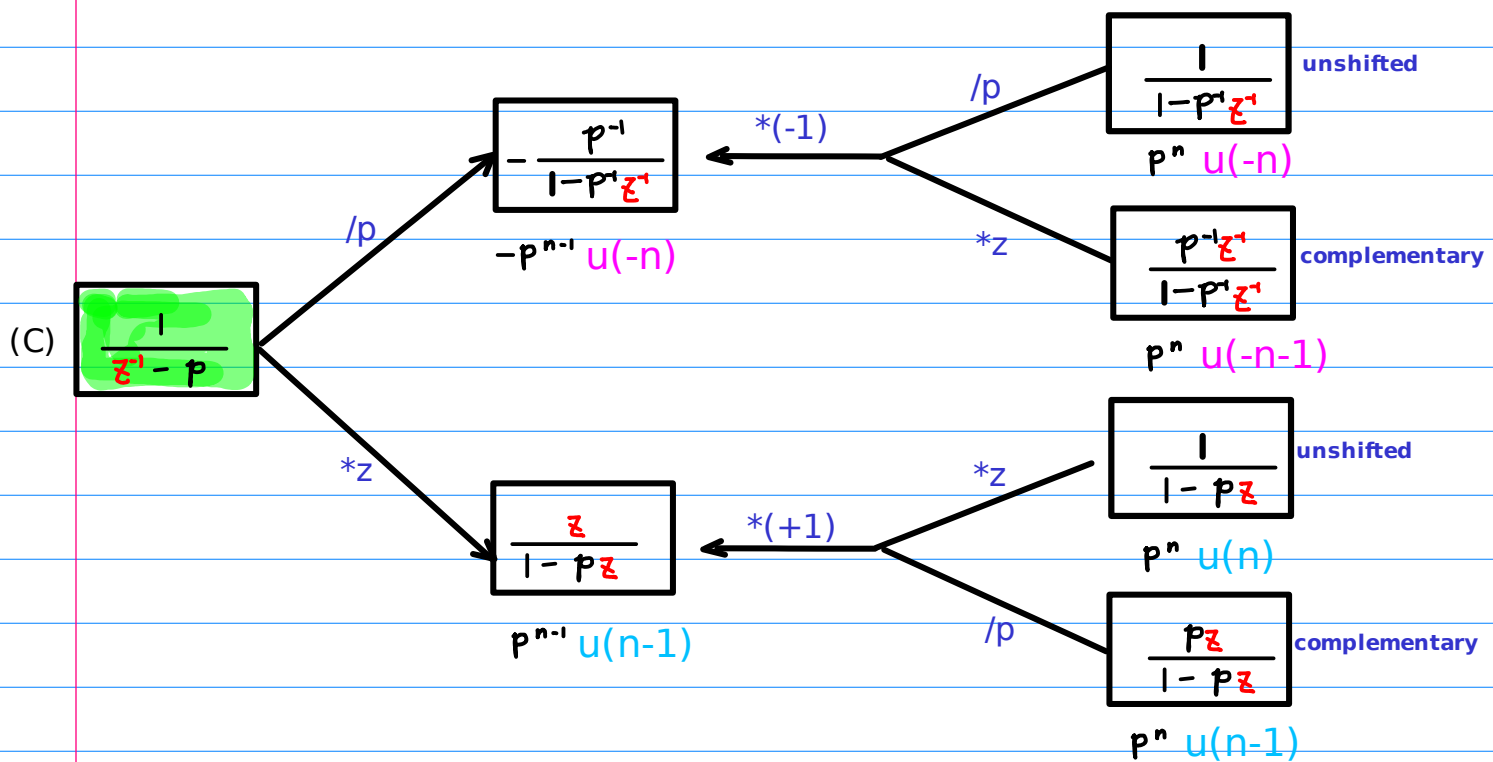 (C)
1
z⁻¹ - p
/p
*z
- p⁻¹
1-p⁻¹z⁻¹
-pⁿ⁻¹ u(-n)
z
1 - pz
pⁿ⁻¹ u(n-1)
*(-1)
/p
*z
1
1-p⁻¹z⁻¹
unshifted
pⁿ u(-n)
p⁻¹z⁻¹
1-p⁻¹z⁻¹
complementary
pⁿ u(-n-1)
*(+1)
*z
/p
1
1 - pz
unshifted
pⁿ u(n)
pz
1 - pz
complementary
pⁿ u(n-1)